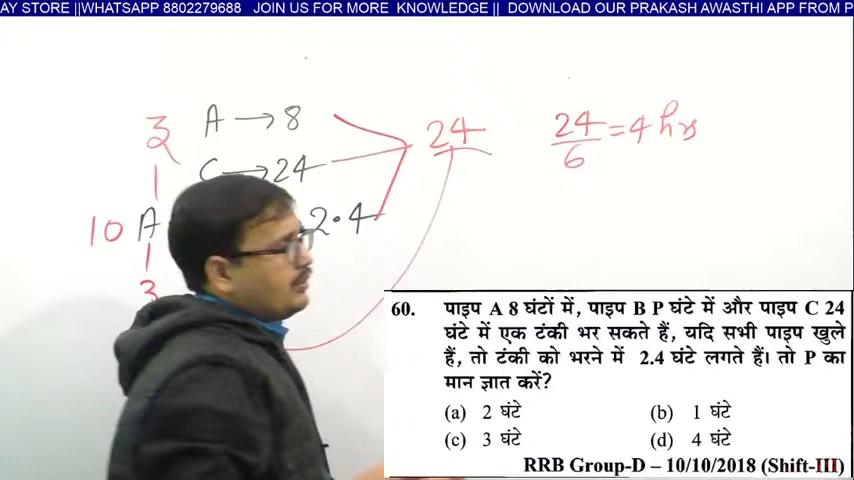 AY STORE ||WHATSAPP 8802279688 JOIN US FOR MORE KNOWLEDGE || DOWNLOAD OUR PRAKASH AWASTHI APP FROM P
3 A → 8
24
24/6 = 4 hrs
1 C → 24
10 A 2.4
1
3
60. पाइप A 8 घंटों में, पाइप B P घंटे में और पाइप C 24
घंटे में एक टंकी भर सकते हैं, यदि सभी पाइप खुले
हैं, तो टंकी को भरने में 2.4 घंटे लगते हैं। तो P का
मान ज्ञात करें?
(a) 2 घंटे (b) 1 घंटे
(c) 3 घंटे (d) 4 घंटे
RRB Group-D – 10/10/2018 (Shift-III)